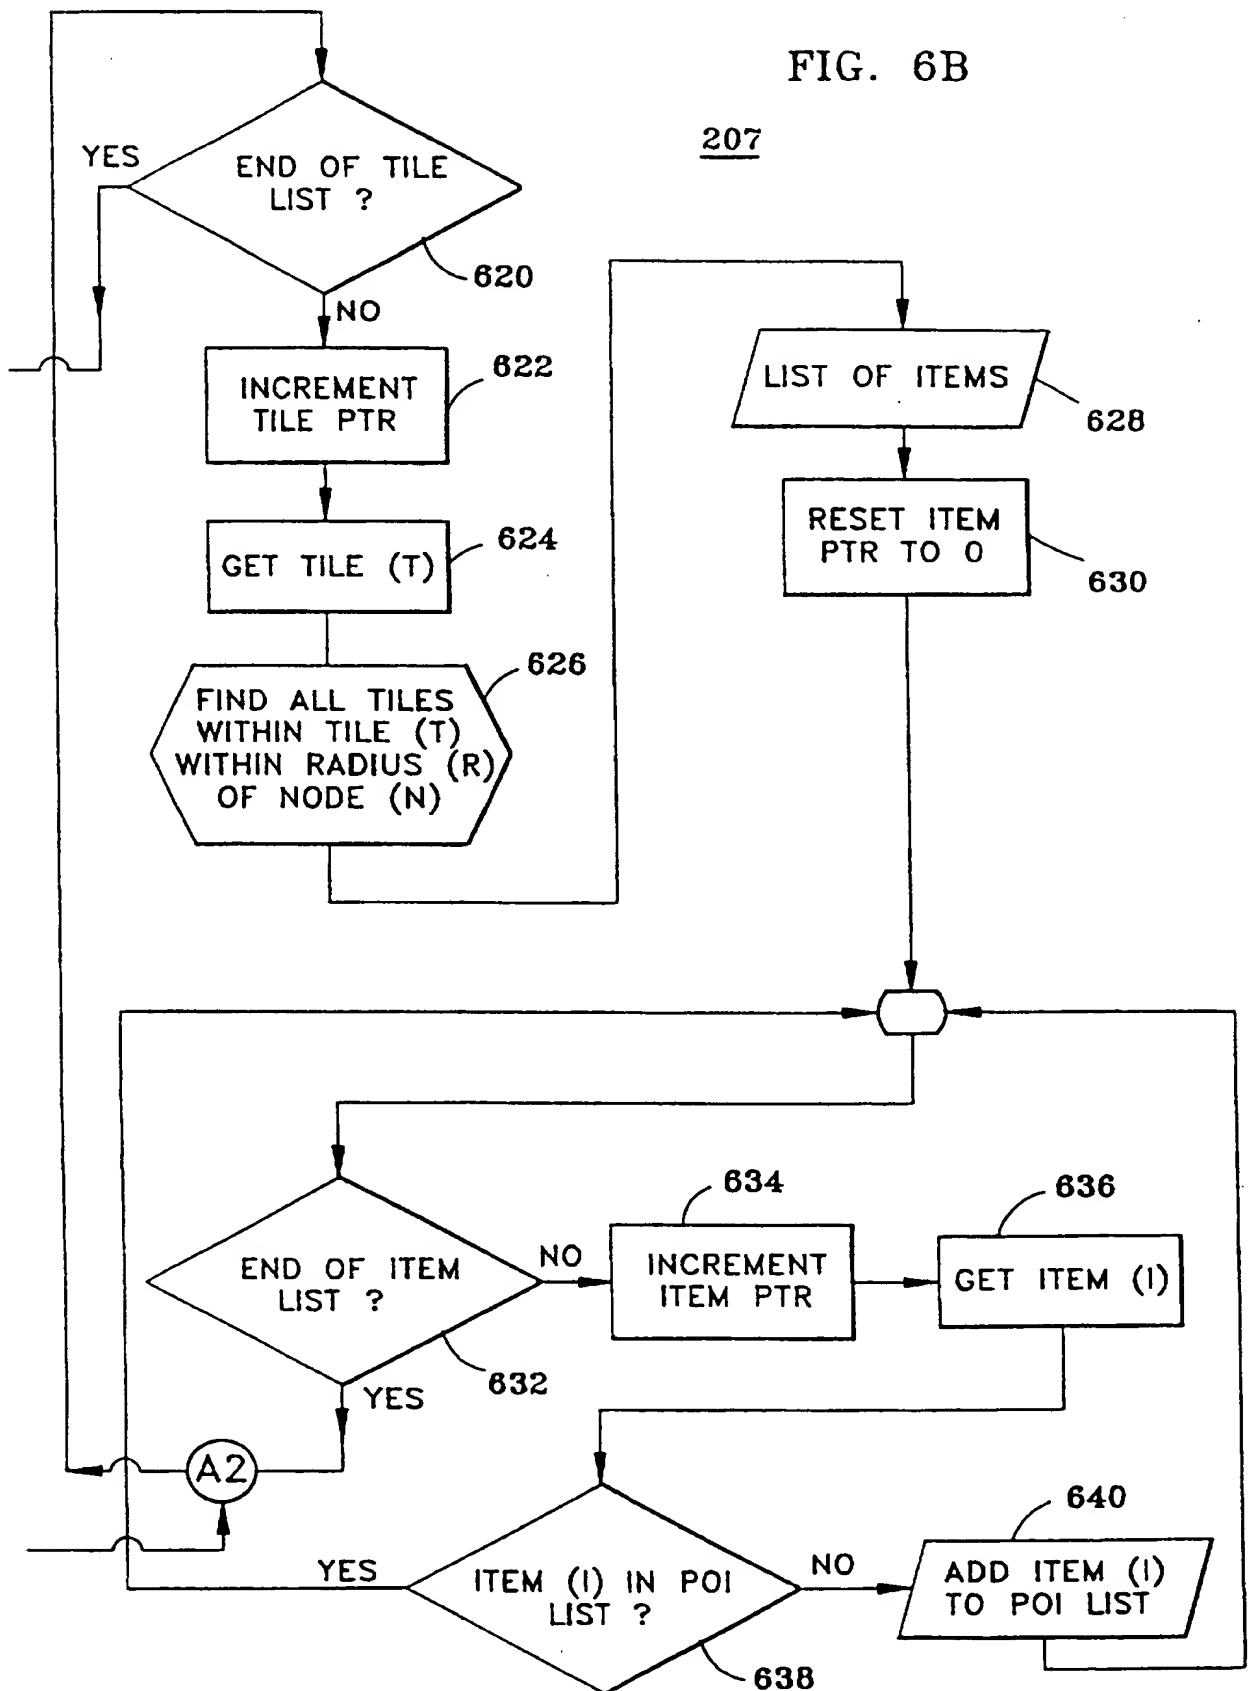 FIG. 6B
207
YES
END OF TILE
LIST ?
620
NO
INCREMENT
TILE PTR
622
GET TILE (T)
624
FIND ALL TILES
WITHIN TILE (T)
WITHIN RADIUS (R)
OF NODE (N)
626
LIST OF ITEMS
628
RESET ITEM
PTR TO 0
630
END OF ITEM
LIST ?
632
NO
INCREMENT
ITEM PTR
634
GET ITEM (I)
636
YES
A2
YES
ITEM (I) IN POI
LIST ?
638
NO
ADD ITEM (I)
TO POI LIST
640